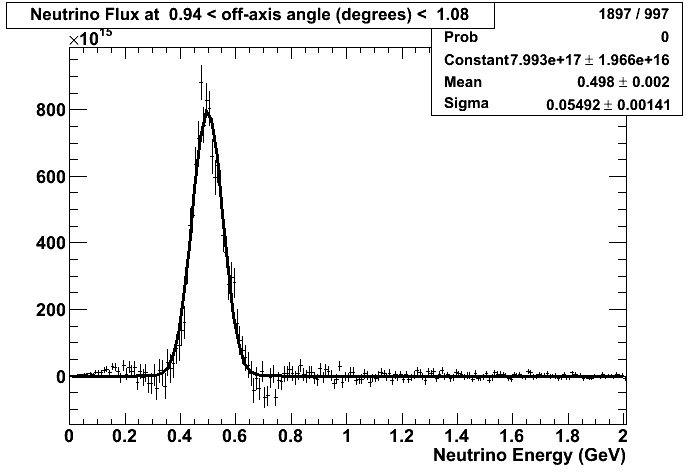 Neutrino Flux at 0.94 < off-axis angle (degrees) < 1.08
1897 / 997
Prob 0
Constant 7.993e+17 ± 1.966e+16
Mean 0.498 ± 0.002
Sigma 0.05492 ± 0.00141
×10^15
800
600
400
200
0
0 0.2 0.4 0.6 0.8 1 1.2 1.4 1.6 1.8 2
Neutrino Energy (GeV)